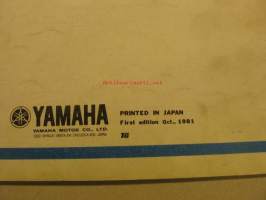 YAMAHA
YAMAHA MOTOR CO., LTD.
PRINTED IN JAPAN
First edition Oct., 1981